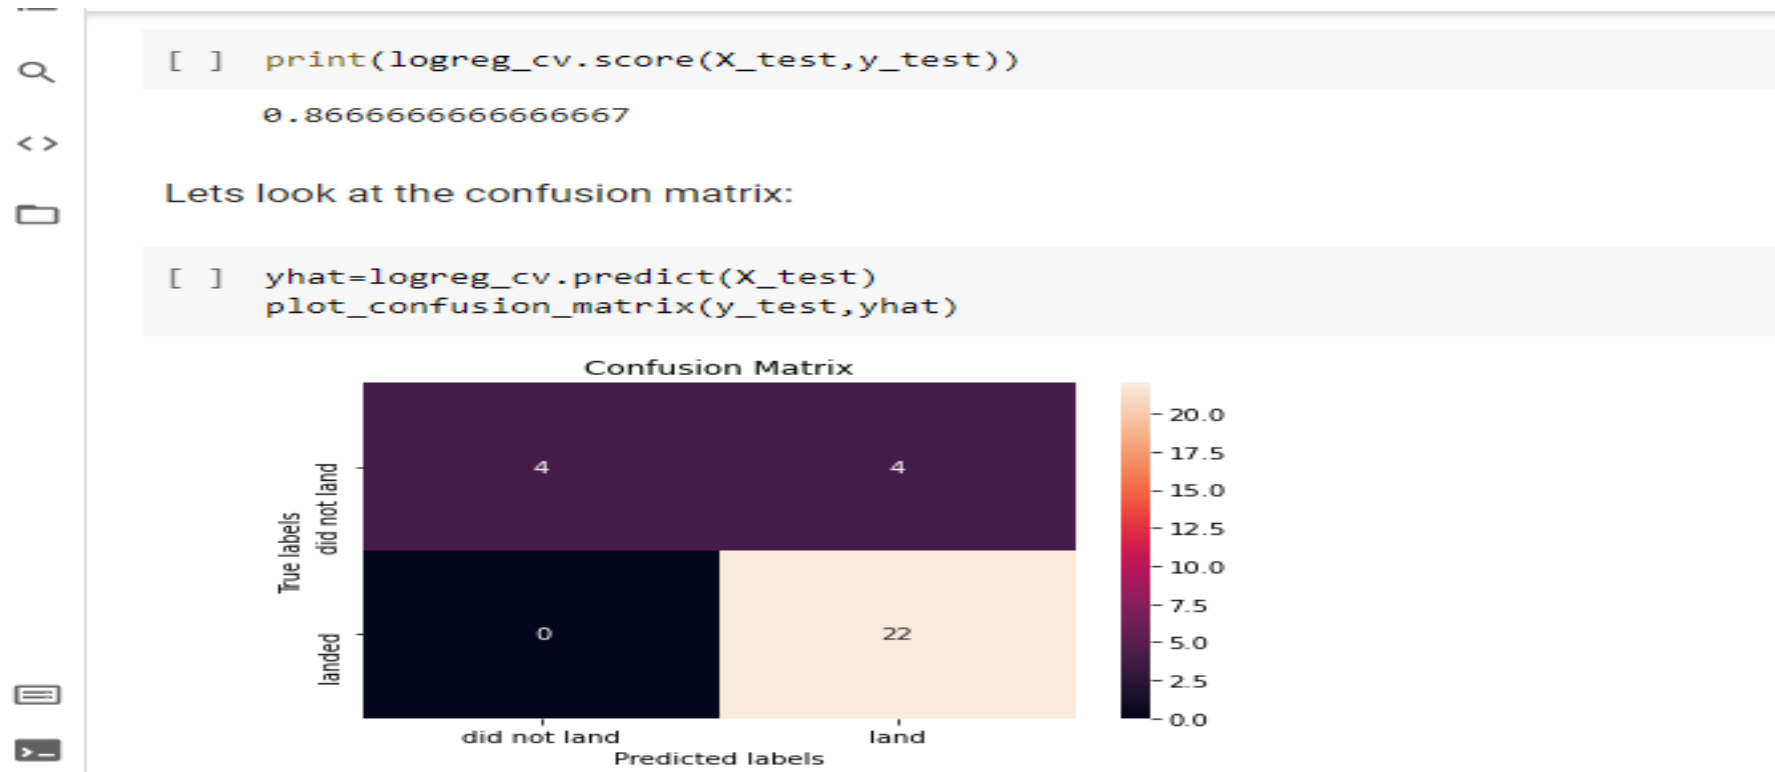 [ ] print(logreg_cv.score(X_test,y_test))
0.8666666666666667
Lets look at the confusion matrix:
[ ] yhat=logreg_cv.predict(X_test)
plot_confusion_matrix(y_test,yhat)
Confusion Matrix
True labels
did not land
landed
4 4
0 22
did not land land
Predicted labels
20.0
17.5
15.0
12.5
10.0
7.5
5.0
2.5
0.0